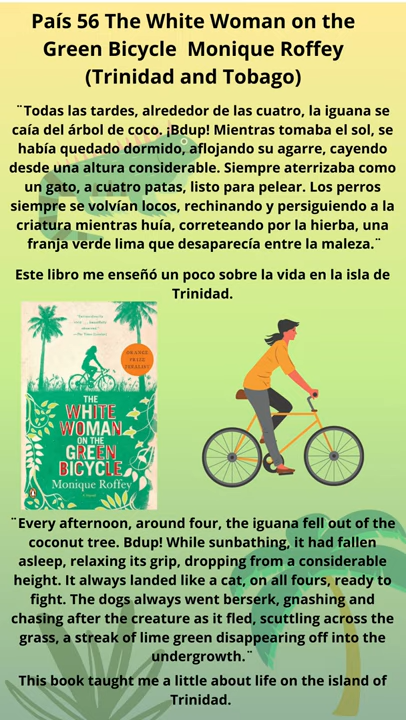 País 56 The White Woman on the
Green Bicycle Monique Roffey
(Trinidad and Tobago)
¨Todas las tardes, alrededor de las cuatro, la iguana se
caía del árbol de coco. ¡Bdup! Mientras tomaba el sol, se
había quedado dormido, aflojando su agarre, cayendo
desde una altura considerable. Siempre aterrizaba como
un gato, a cuatro patas, listo para pelear. Los perros
siempre se volvían locos, rechinando y persiguiendo a la
criatura mientras huía, correteando por la hierba, una
franja verde lima que desaparecía entre la maleza.¨
Este libro me enseñó un poco sobre la vida en la isla de
Trinidad.
ORANGE
PRIZE
FINALIST
THE
WHITE
WOMAN
ON THE
GREEN
BICYCLE
Monique Roffey
¨Every afternoon, around four, the iguana fell out of the
coconut tree. Bdup! While sunbathing, it had fallen
asleep, relaxing its grip, dropping from a considerable
height. It always landed like a cat, on all fours, ready to
fight. The dogs always went berserk, gnashing and
chasing after the creature as it fled, scuttling across the
grass, a streak of lime green disappearing off into the
undergrowth.¨
This book taught me a little about life on the island of
Trinidad.